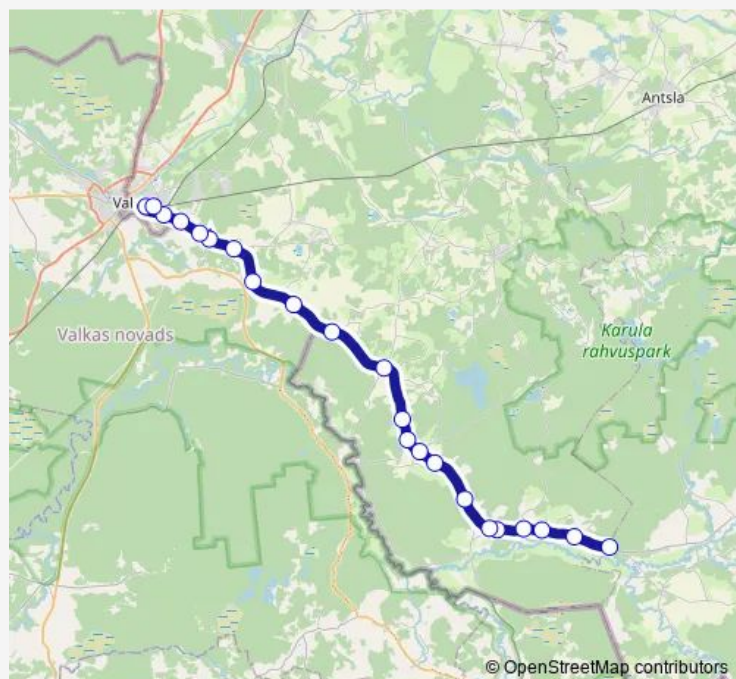 Antsla
Val
Karula
rahvuspark
Valkas novads
© OpenStreetMap contributors